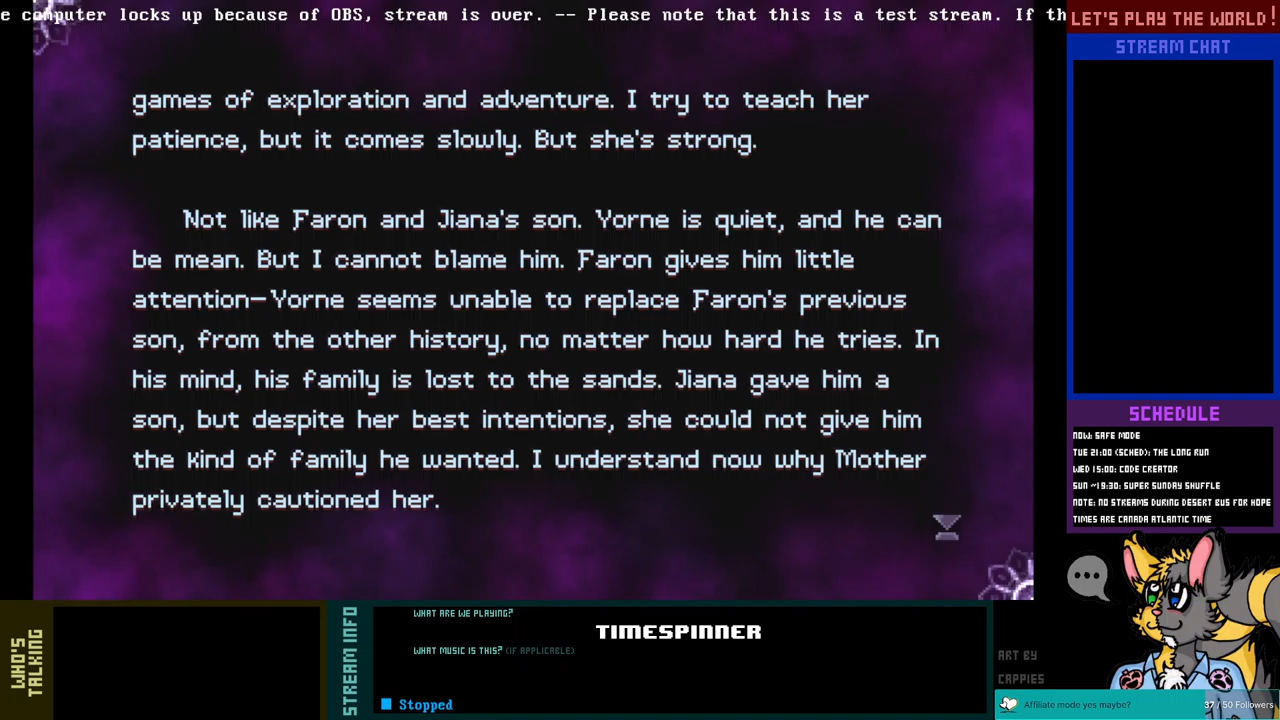 e computer locks up because of OBS, stream is over. -- Please note that this is a test stream. If th
LET'S PLAY THE WORLD!
STREAM CHAT
games of exploration and adventure. I try to teach her
patience, but it comes slowly. But she's strong.
Not like Faron and Jiana's son. Yorne is quiet, and he can
be mean. But I cannot blame him. Faron gives him little
attention—Yorne seems unable to replace Faron's previous
son, from the other history, no matter how hard he tries. In
his mind, his family is lost to the sands. Jiana gave him a
son, but despite her best intentions, she could not give him
the kind of family he wanted. I understand now why Mother
privately cautioned her.
SCHEDULE
NOW: SAFE MODE
TUE 21:00 (SCHED): THE LONG RUN
WED 15:00: CODE CREATOR
SUN ~19:30: SUPER SUNDAY SHUFFLE
NOTE: NO STREAMS DURING DESERT BUS FOR HOPE
TIMES ARE CANADA ATLANTIC TIME
WHO'S
TALKING
STREAM INFO
WHAT ARE WE PLAYING?
TIMESPINNER
WHAT MUSIC IS THIS? (IF APPLICABLE)
Stopped
ART BY
CAPPIES
Affiliate mode yes maybe?
37 / 50 Followers